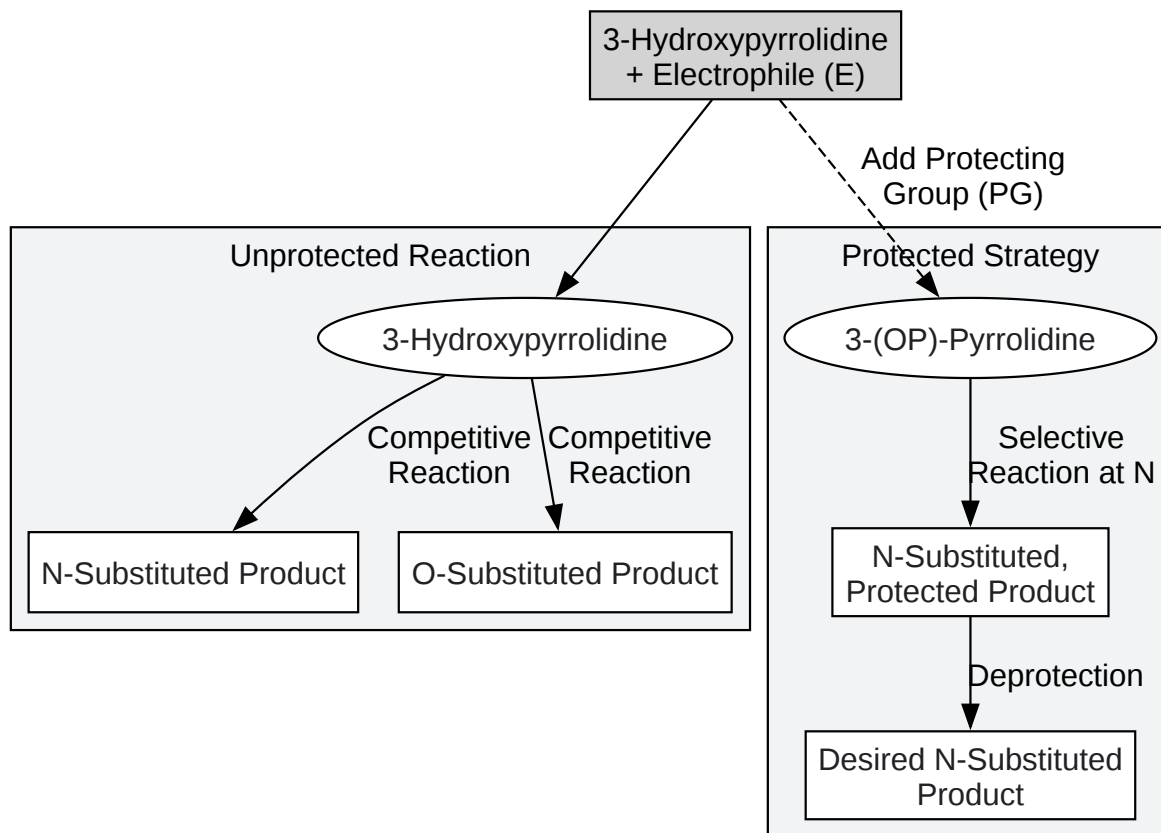 3-Hydroxypyrrolidine
+ Electrophile (E)
Add Protecting
Group (PG)
Unprotected Reaction
3-Hydroxypyrrolidine
Competitive
Reaction
Competitive
Reaction
N-Substituted Product
O-Substituted Product
Protected Strategy
3-(OP)-Pyrrolidine
Selective
Reaction at N
N-Substituted,
Protected Product
Deprotection
Desired N-Substituted
Product